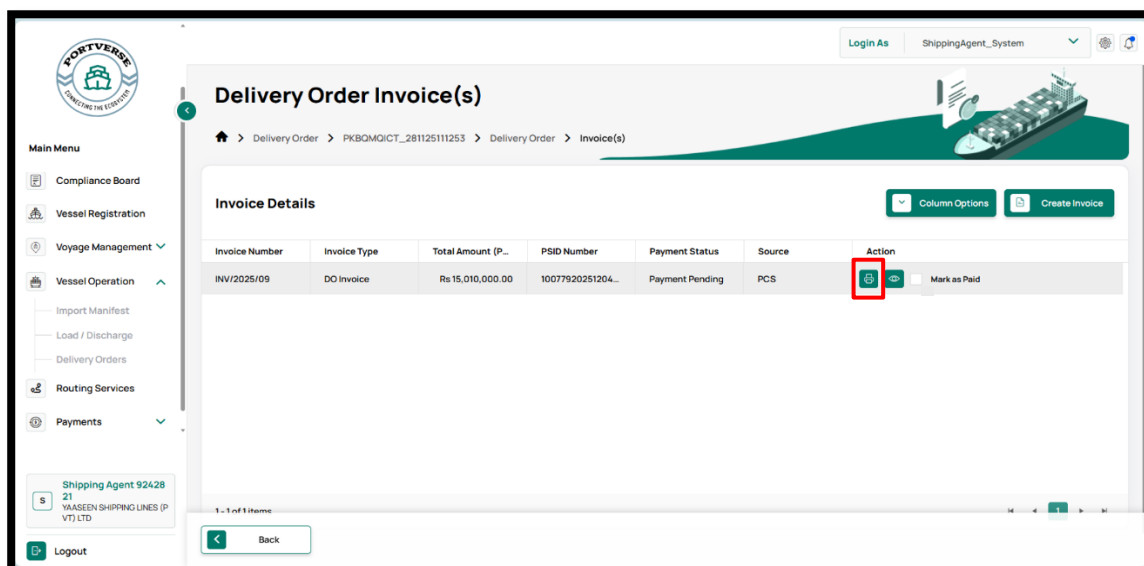 PORTVERSE
CONNECTING THE ECOSYSTEM
Login As ShippingAgent_System
Delivery Order Invoice(s)
Delivery Order > PKBQMQICT_281125111253 > Delivery Order > Invoice(s)
Main Menu
Compliance Board
Vessel Registration
Voyage Management
Vessel Operation
Import Manifest
Load / Discharge
Delivery Orders
Routing Services
Payments
Shipping Agent 92428
21
S
YAASEEN SHIPPING LINES (P
VT) LTD
Logout
Invoice Details
Column Options
Create Invoice
Invoice Number Invoice Type Total Amount (P... PSID Number Payment Status Source Action
INV/2025/09 DO Invoice Rs 15,010,000.00 10077920251204... Payment Pending PCS Mark as Paid
1 - 1 of 1 items
1
Back